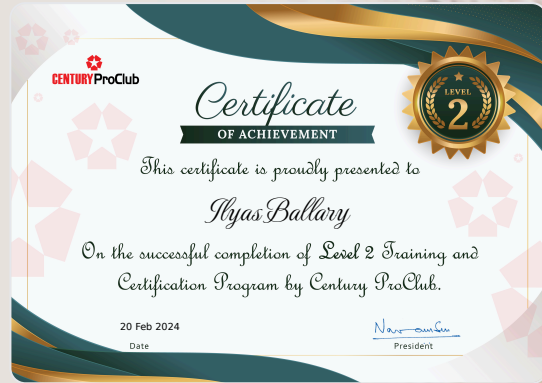 CENTURY ProClub
Certificate
OF ACHIEVEMENT
LEVEL
2
This certificate is proudly presented to
Ilyas Ballary
On the successful completion of Level 2 Training and
Certification Program by Century ProClub.
20 Feb 2024
Date
President